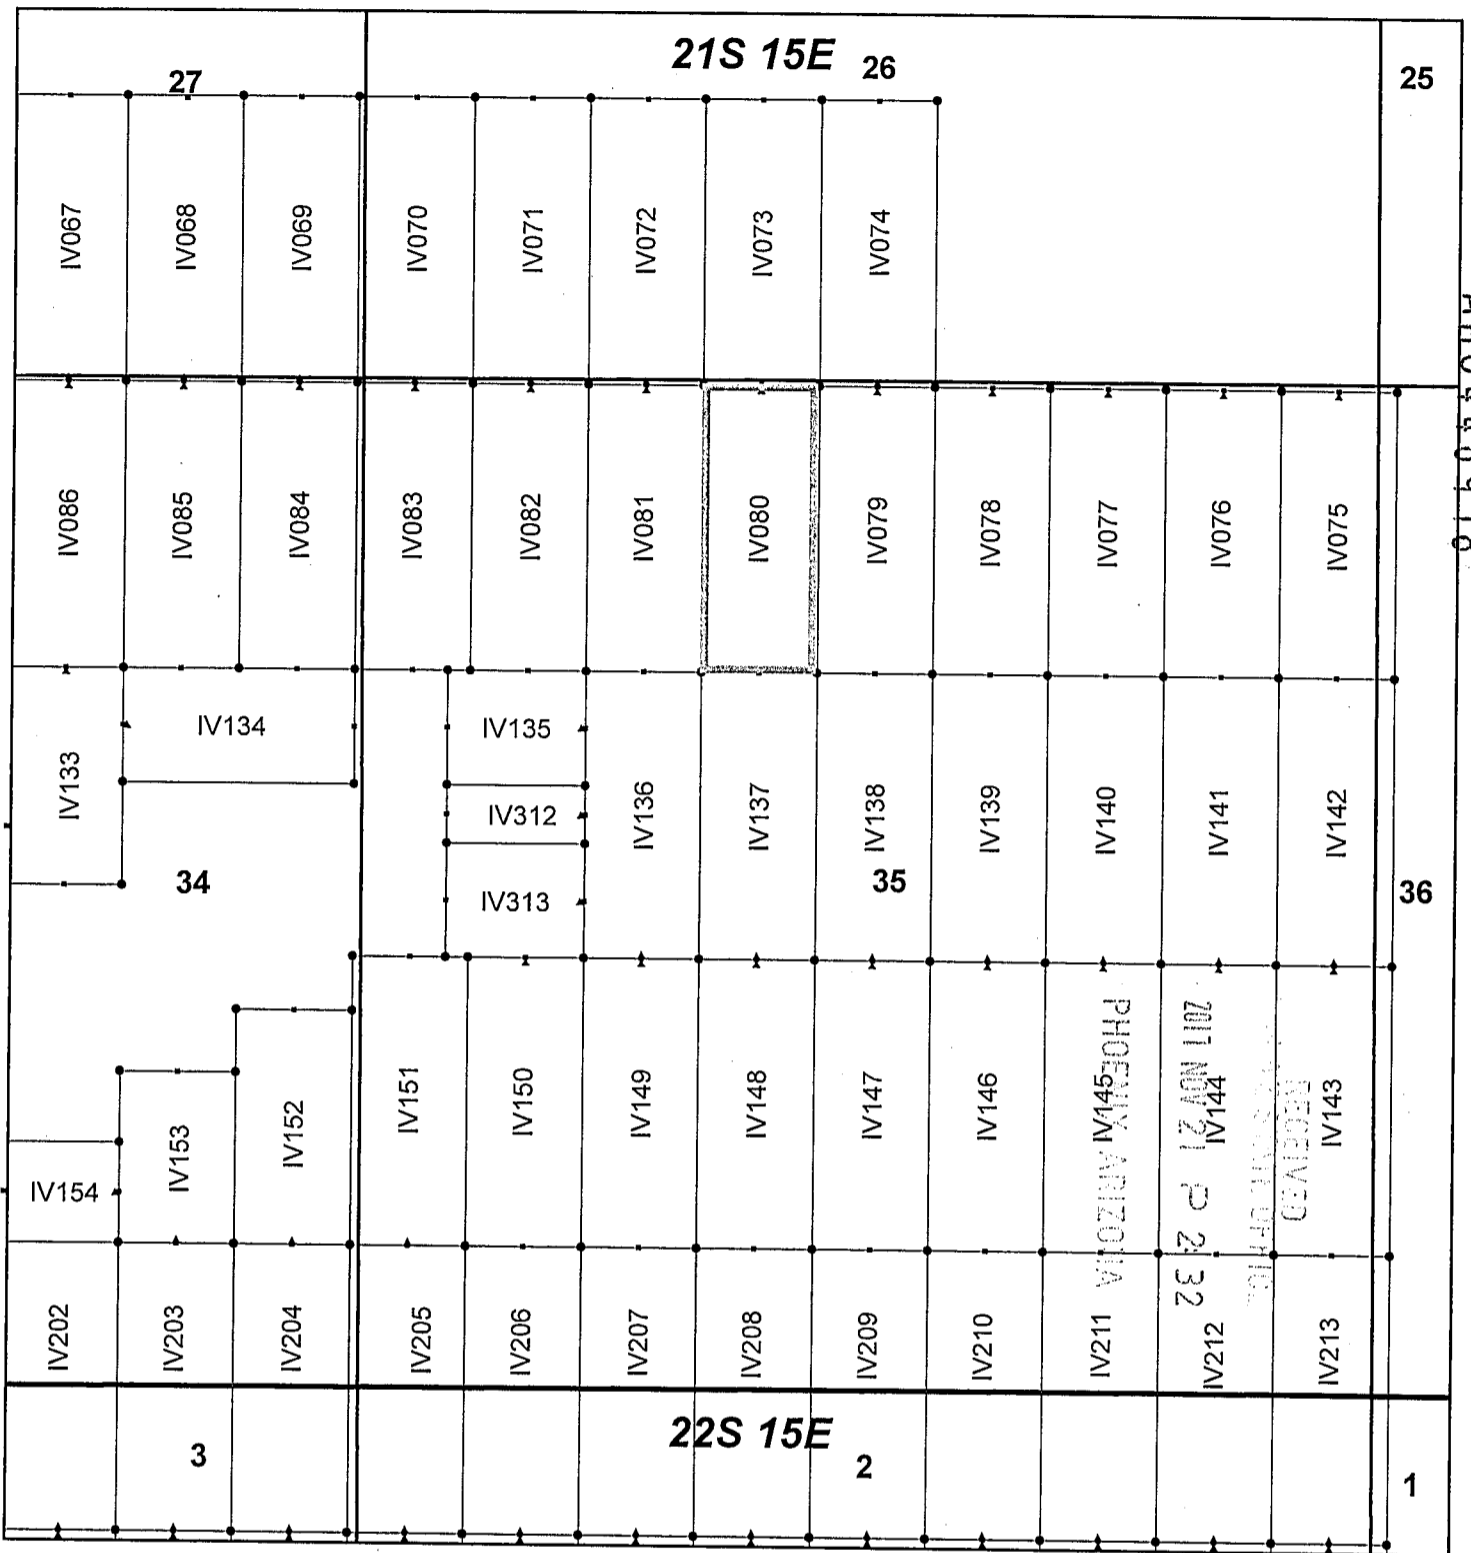 21S 15E
27 26 25
IV067 IV068 IV069 IV070 IV071 IV072 IV073 IV074
IV086 IV085 IV084 IV083 IV082 IV081 IV080 IV079 IV078 IV077 IV076 IV075
IV134 IV135
IV133 IV312 IV136 IV137 IV138 IV139 IV140 IV141 IV142
34 IV313 35 36
IV154 IV153 IV152 IV151 IV150 IV149 IV148 IV147 IV146 IV145 IV144 IV143
RECEIVED
2017 NOV 21 P 2:32
PHOENIX ARIZONA
IV202 IV203 IV204 IV205 IV206 IV207 IV208 IV209 IV210 IV211 IV212 IV213
22S 15E
3 2 1